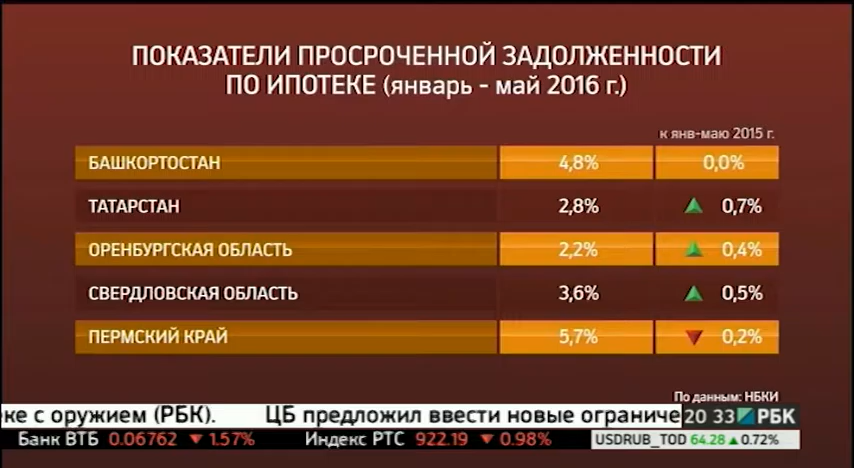 ПОКАЗАТЕЛИ ПРОСРОЧЕННОЙ ЗАДОЛЖЕННОСТИ
ПО ИПОТЕКЕ (январь - май 2016 г.)
к янв-маю 2015 г.
БАШКОРТОСТАН 4,8% 0,0%
ТАТАРСТАН 2,8% ▲ 0,7%
ОРЕНБУРГСКАЯ ОБЛАСТЬ 2,2% ▲ 0,4%
СВЕРДЛОВСКАЯ ОБЛАСТЬ 3,6% ▲ 0,5%
ПЕРМСКИЙ КРАЙ 5,7% ▼ 0,2%
По данным: НБКИ
еке с оружием (РБК). ЦБ предложил ввести новые ограниче 20 33 РБК
Банк ВТБ 0.06762 ▼ 1.57% Индекс РТС 922.19 ▼ 0.98% USDRUB_TOD 64.28 ▲ 0.72%